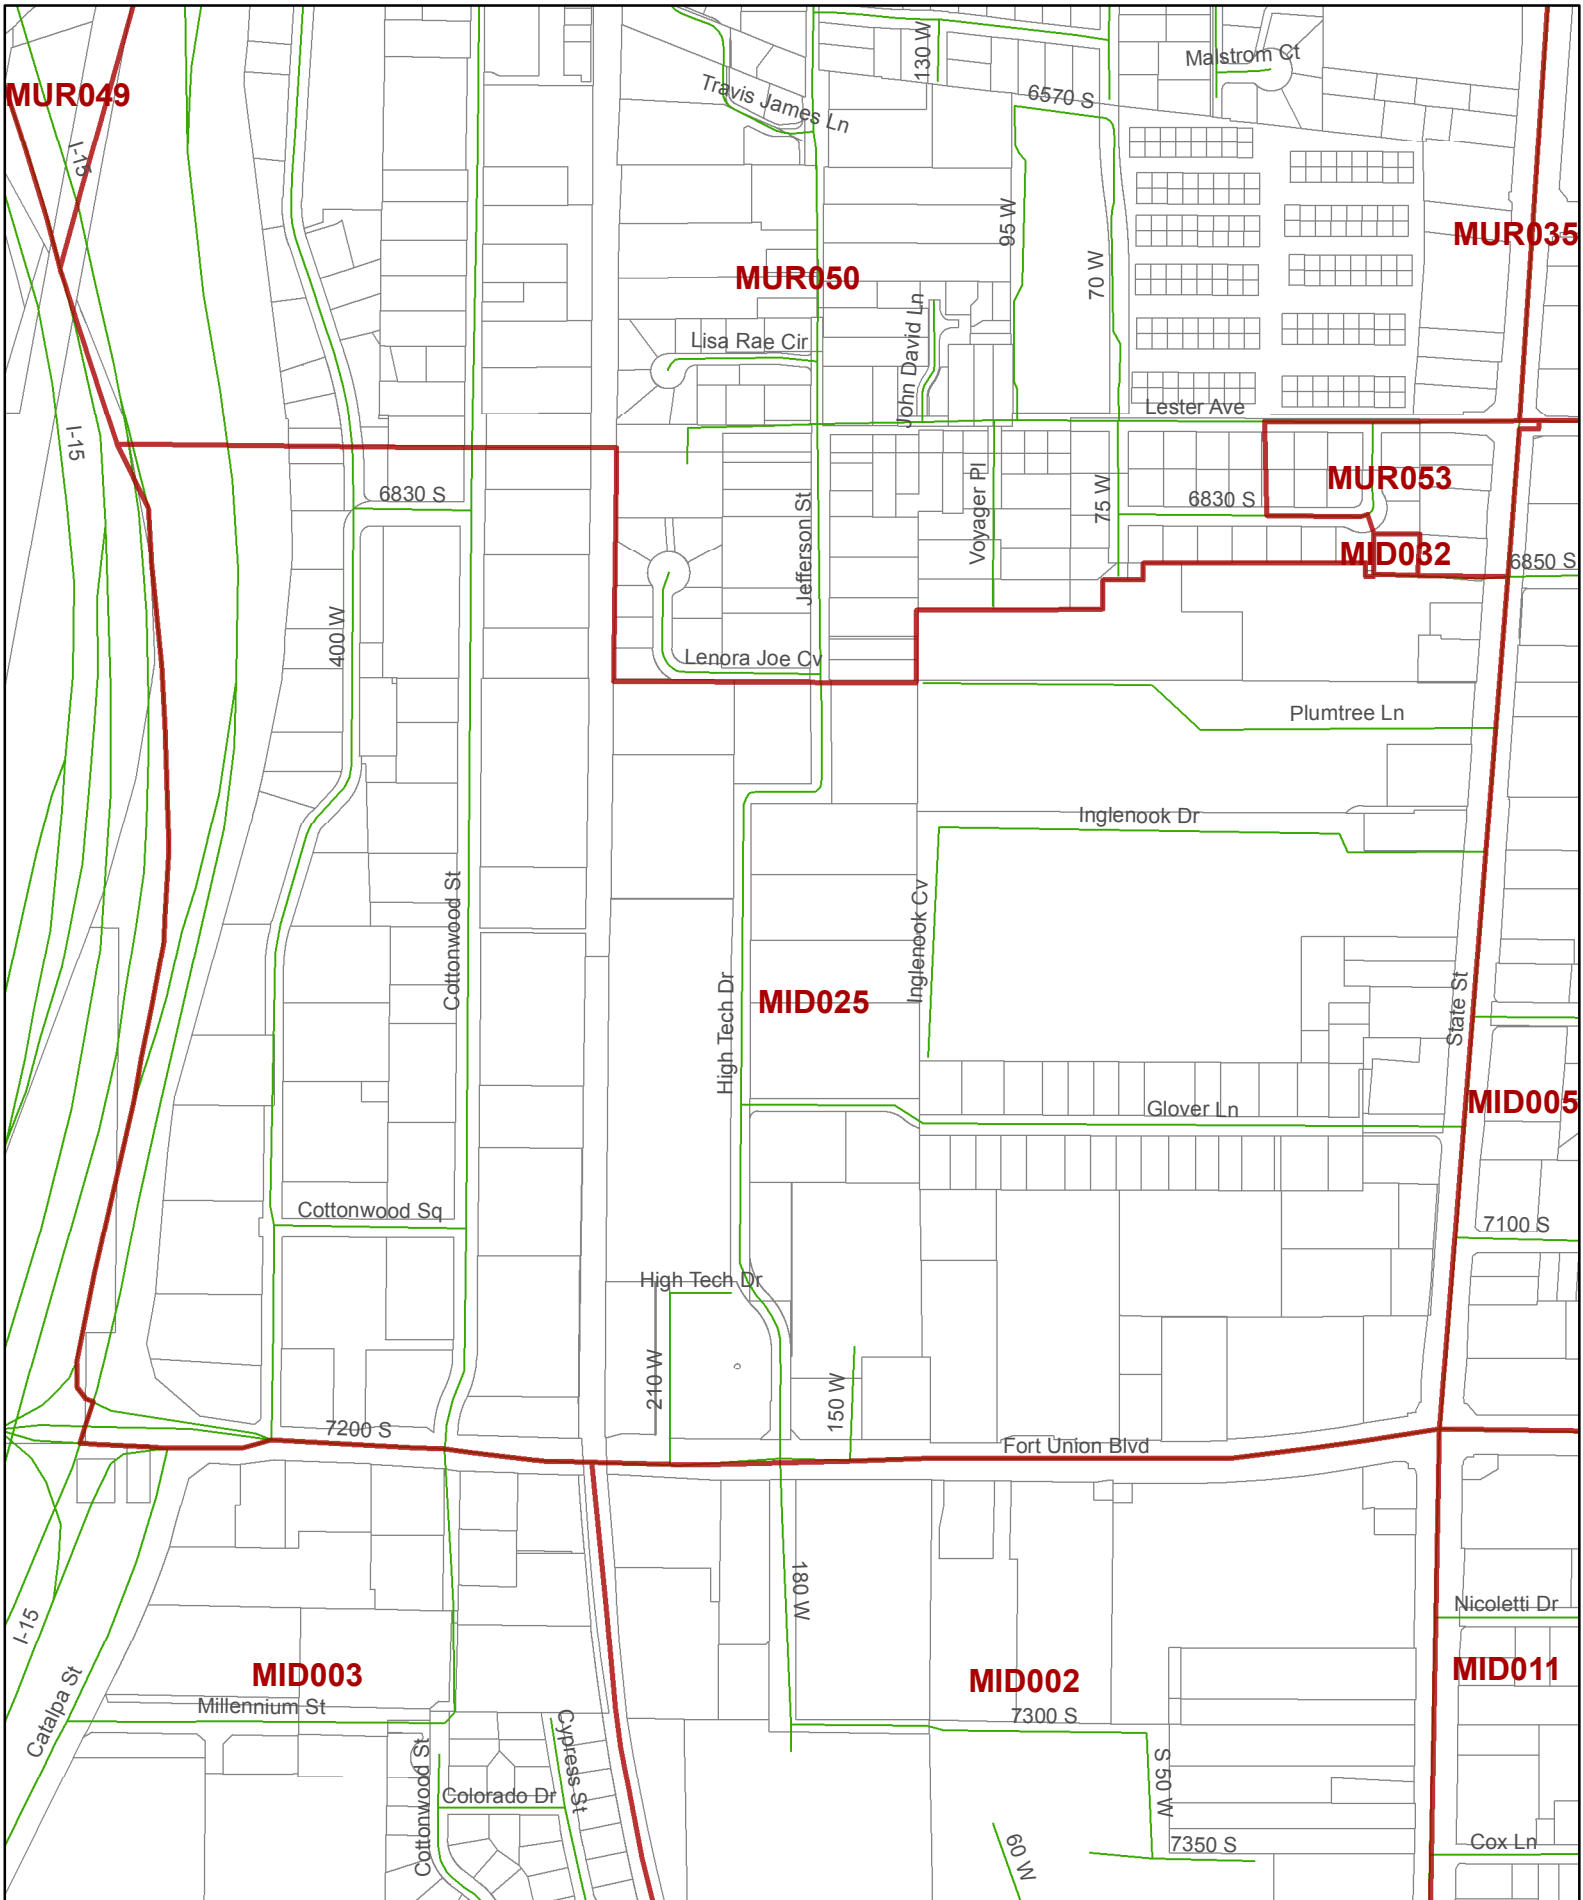 130 W
Malstrom Ct
MUR049
Travis James Ln
6570 S
I-15
95 W
MUR035
70 W
MUR050
Lisa Rae Cir
John David Ln
Lester Ave
I-15
6830 S
Voyager Pl
75 W
6830 S
MUR053
Jefferson St
MID032
6850 S
400 W
Lenora Joe Cv
Plumtree Ln
Inglenook Dr
Cottonwood St
Inglenook Cv
High Tech Dr
MID025
State St
MID005
Glover Ln
Cottonwood Sq
7100 S
High Tech Dr
210 W
150 W
7200 S
Fort Union Blvd
180 W
Nicoletti Dr
I-15
MID003
MID002
MID011
Catalpa St
Millennium St
7300 S
Cottonwood St
Cypress St
S 50 W
Colorado Dr
60 W
7350 S
Cox Ln